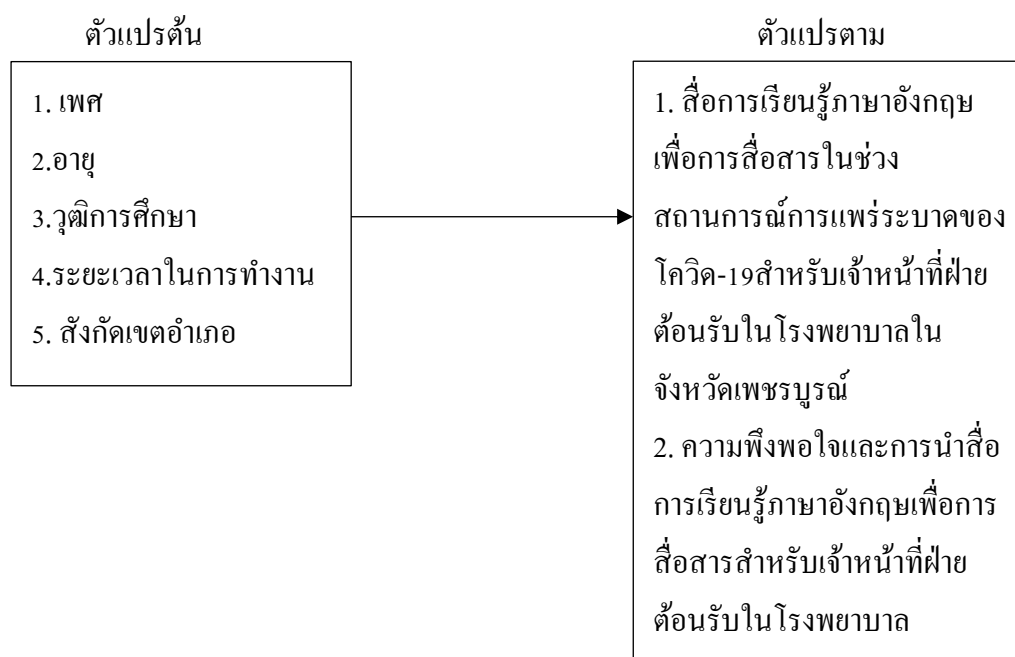 ตัวแปรต้น
1. เพศ
2.อายุ
3.วุฒิการศึกษา
4.ระยะเวลาในการทำงาน
5. สังกัดเขตอำเภอ
ตัวแปรตาม
1. สื่อการเรียนรู้ภาษาอังกฤษ
เพื่อการสื่อสารในช่วง
สถานการณ์การแพร่ระบาดของ
โควิด-19สำหรับเจ้าหน้าที่ฝ่าย
ต้อนรับในโรงพยาบาลใน
จังหวัดเพชรบูรณ์
2. ความพึงพอใจและการนำสื่อ
การเรียนรู้ภาษาอังกฤษเพื่อการ
สื่อสารสำหรับเจ้าหน้าที่ฝ่าย
ต้อนรับในโรงพยาบาล